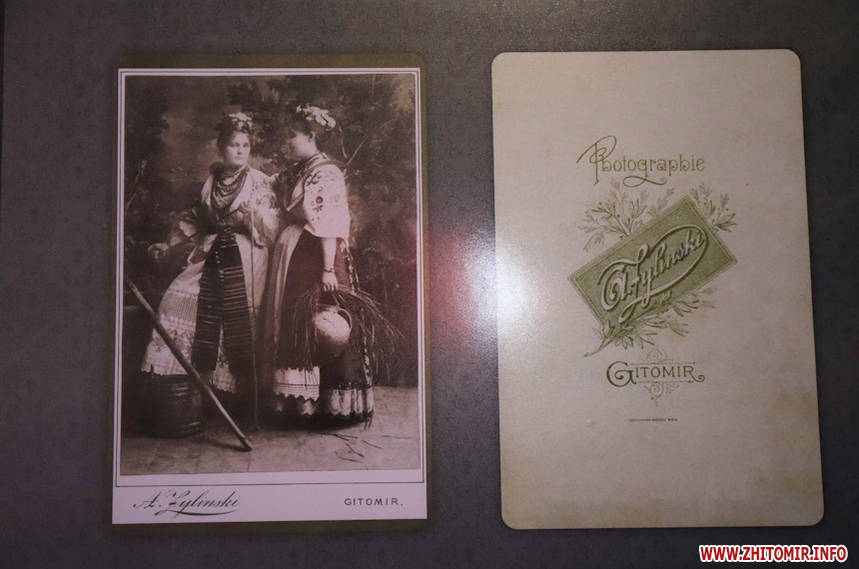 A. Zylinski
GITOMIR.
Photographie
A. Zylinski
GITOMIR
WWW.ZHITOMIR.INFO